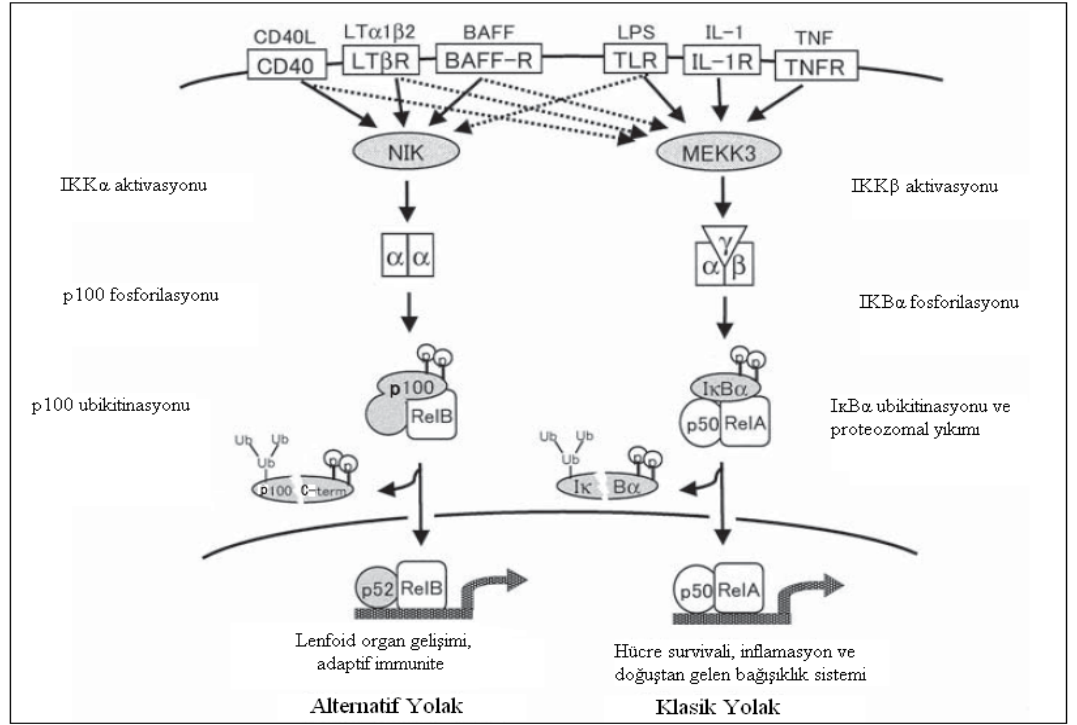 CD40L LTα1β2 BAFF LPS IL-1 TNF
CD40 LTβR BAFF-R TLR IL-1R TNFR
NIK MEKK3
IKKα aktivasyonu IKKβ aktivasyonu
α α γ α β
p100 fosforilasyonu IKBα fosforilasyonu
p p p p
p100 RelB IκBα p50 RelA
p100 ubikitinasyonu
IκBα ubikitinasyonu ve
proteozomal yıkımı
Ub Ub Ub p p Ub Ub Ub p p
p100 C-term Iκ Bα
p52 RelB p50 RelA
Lenfoid organ gelişimi,
adaptif immunite
Hücre survivali, inflamasyon ve
doğuştan gelen bağışıklık sistemi
Alternatif Yolak Klasik Yolak